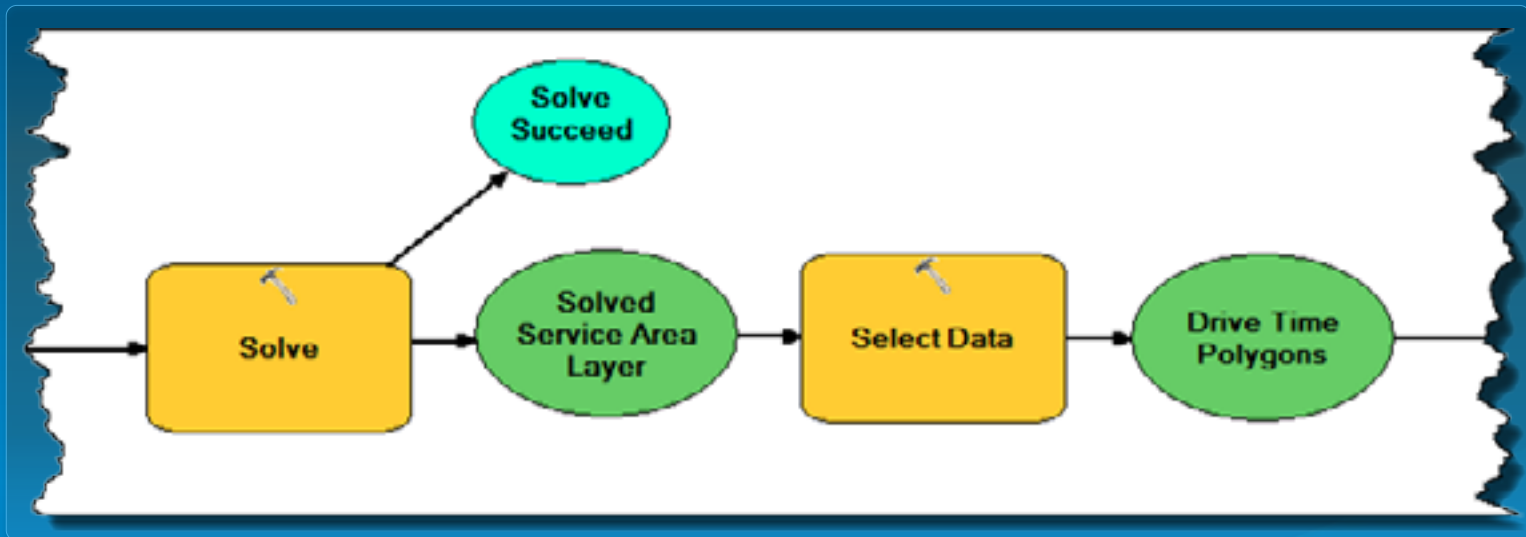 Solve
Succeed
Solve
Solved
Service Area
Layer
Select Data
Drive Time
Polygons